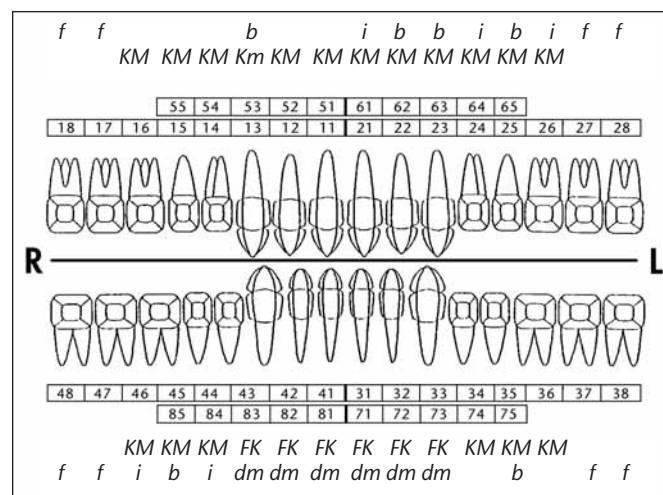 f f b i b b i b i f f
KM KM KM Km KM KM KM KM KM KM KM KM
55 54 53 52 51 61 62 63 64 65
18 17 16 15 14 13 12 11 21 22 23 24 25 26 27 28
R L
48 47 46 45 44 43 42 41 31 32 33 34 35 36 37 38
85 84 83 82 81 71 72 73 74 75
KM KM KM FK FK FK FK FK FK KM KM KM
f f i b i dm dm dm dm dm dm b f f